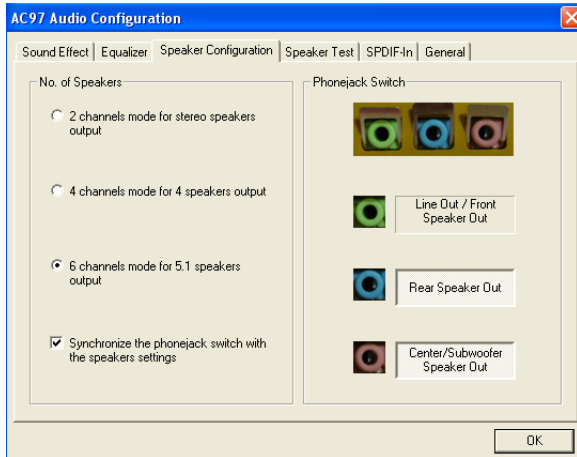 AC97 Audio Configuration
Sound Effect
Equalizer
Speaker Configuration
Speaker Test
SPDIF-In
General
No. of Speakers
2 channels mode for stereo speakers
output
4 channels mode for 4 speakers output
6 channels mode for 5.1 speakers
output
Synchronize the phonejack switch with
the speakers settings
Phonejack Switch
Line Out / Front
Speaker Out
Rear Speaker Out
Center/Subwoofer
Speaker Out
OK